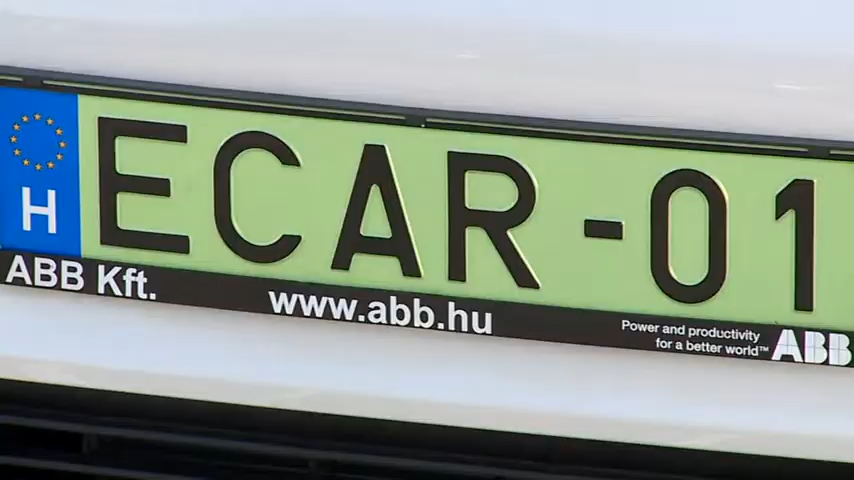 H
ECAR-01
ABB Kft.
www.abb.hu
Power and productivity
for a better world™
ABB